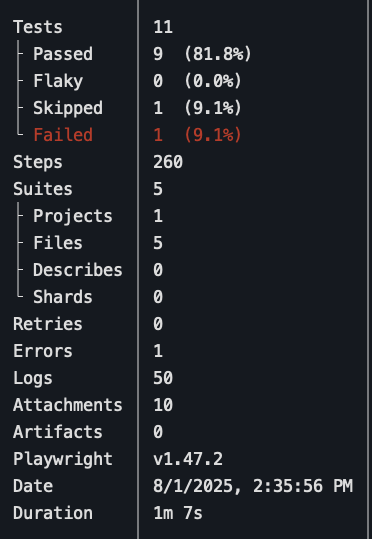 Tests 11
Passed 9 (81.8%)
Flaky 0 (0.0%)
Skipped 1 (9.1%)
Failed 1 (9.1%)
Steps 260
Suites 5
Projects 1
Files 5
Describes 0
Shards 0
Retries 0
Errors 1
Logs 50
Attachments 10
Artifacts 0
Playwright v1.47.2
Date 8/1/2025, 2:35:56 PM
Duration 1m 7s